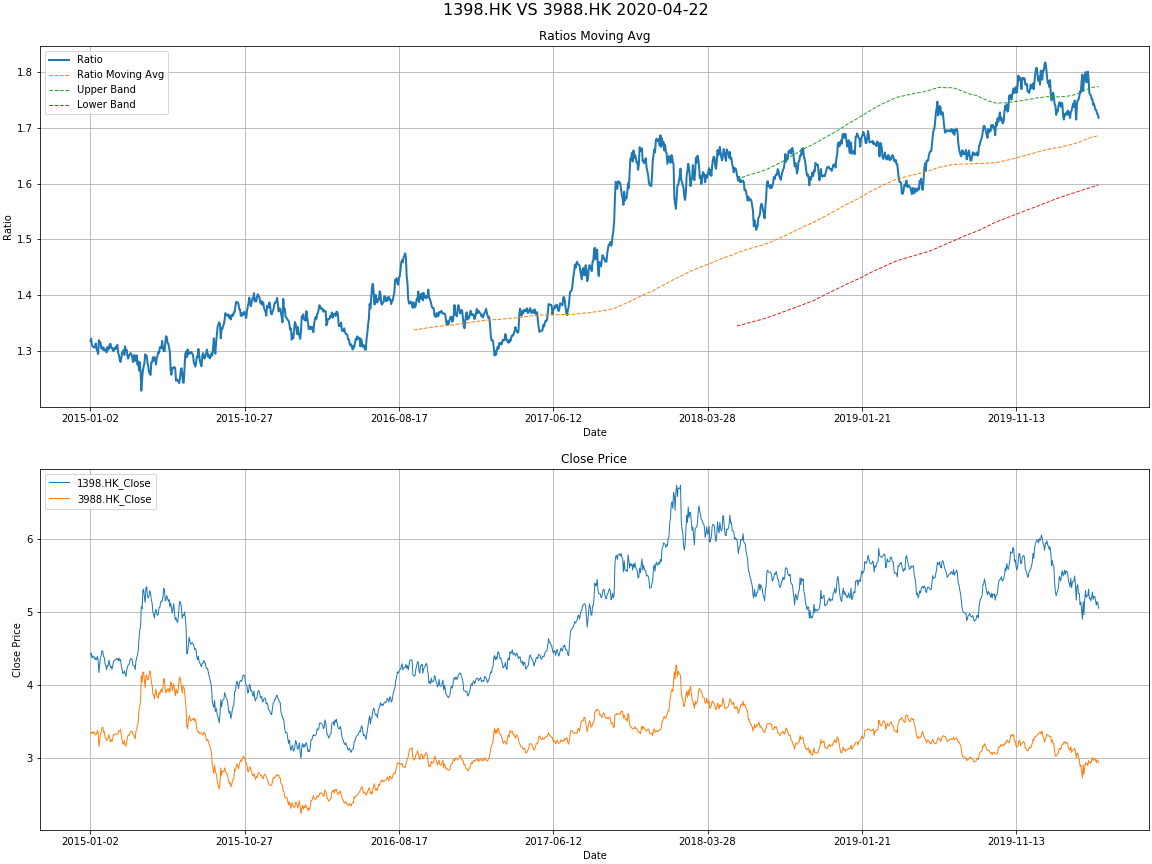 1398.HK VS 3988.HK 2020-04-22
Ratios Moving Avg
Ratio
Ratio Moving Avg
Upper Band
Lower Band
1.8
1.7
1.6
1.5
1.4
1.3
Ratio
2015-01-02 2015-10-27 2016-08-17 2017-06-12 2018-03-28 2019-01-21 2019-11-13
Date
Close Price
1398.HK_Close
3988.HK_Close
6
5
4
3
Close Price
2015-01-02 2015-10-27 2016-08-17 2017-06-12 2018-03-28 2019-01-21 2019-11-13
Date